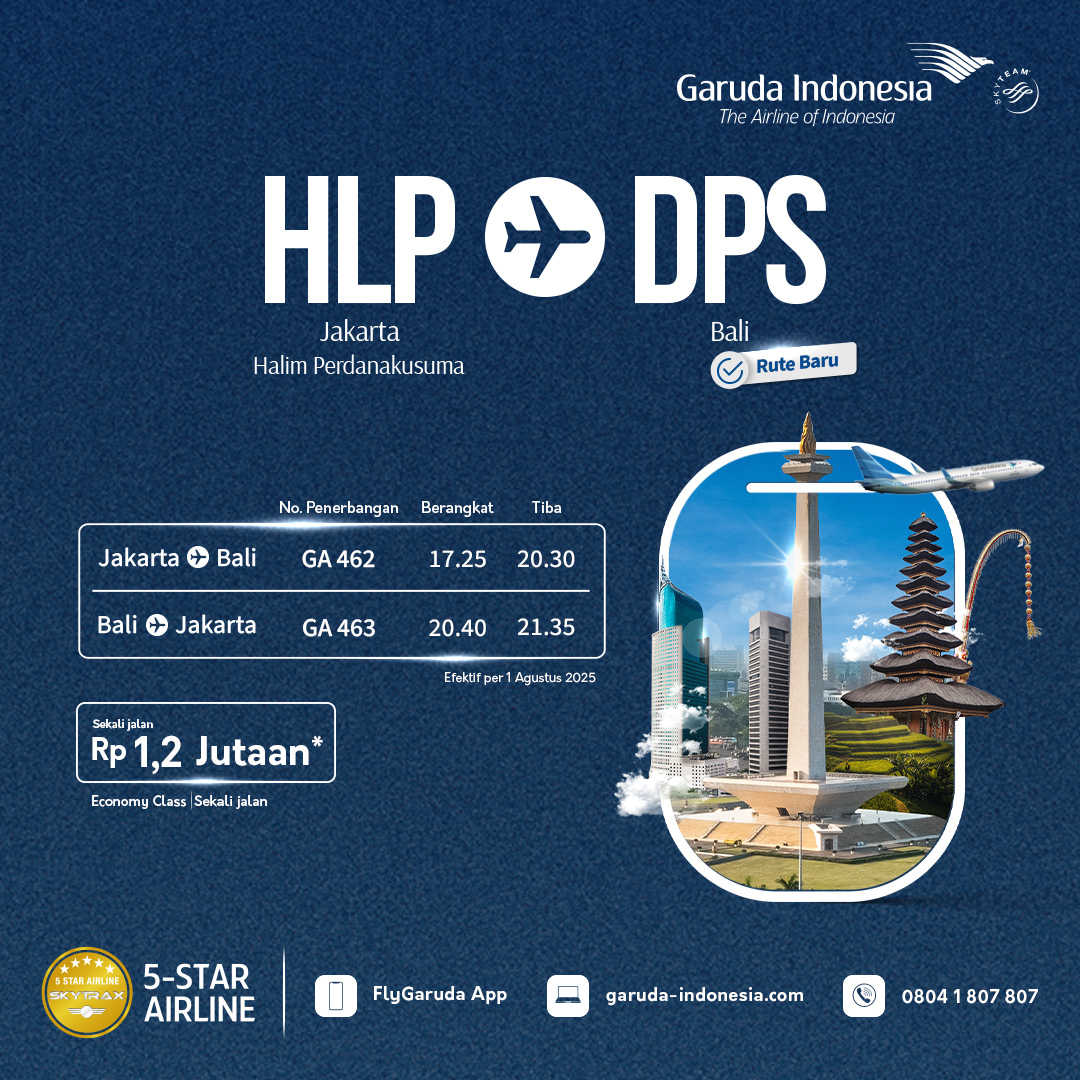 Garuda Indonesia
The Airline of Indonesia
SKYTEAM
HLP DPS
Jakarta
Halim Perdanakusuma
Bali
Rute Baru
No. Penerbangan Berangkat Tiba
Jakarta Bali GA 462 17.25 20.30
Bali Jakarta GA 463 20.40 21.35
Efektif per 1 Agustus 2025
Sekali jalan
Rp 1,2 Jutaan*
Economy Class | Sekali jalan
5 STAR AIRLINE
SKYTRAX
5-STAR
AIRLINE
FlyGaruda App
garuda-indonesia.com
0804 1 807 807